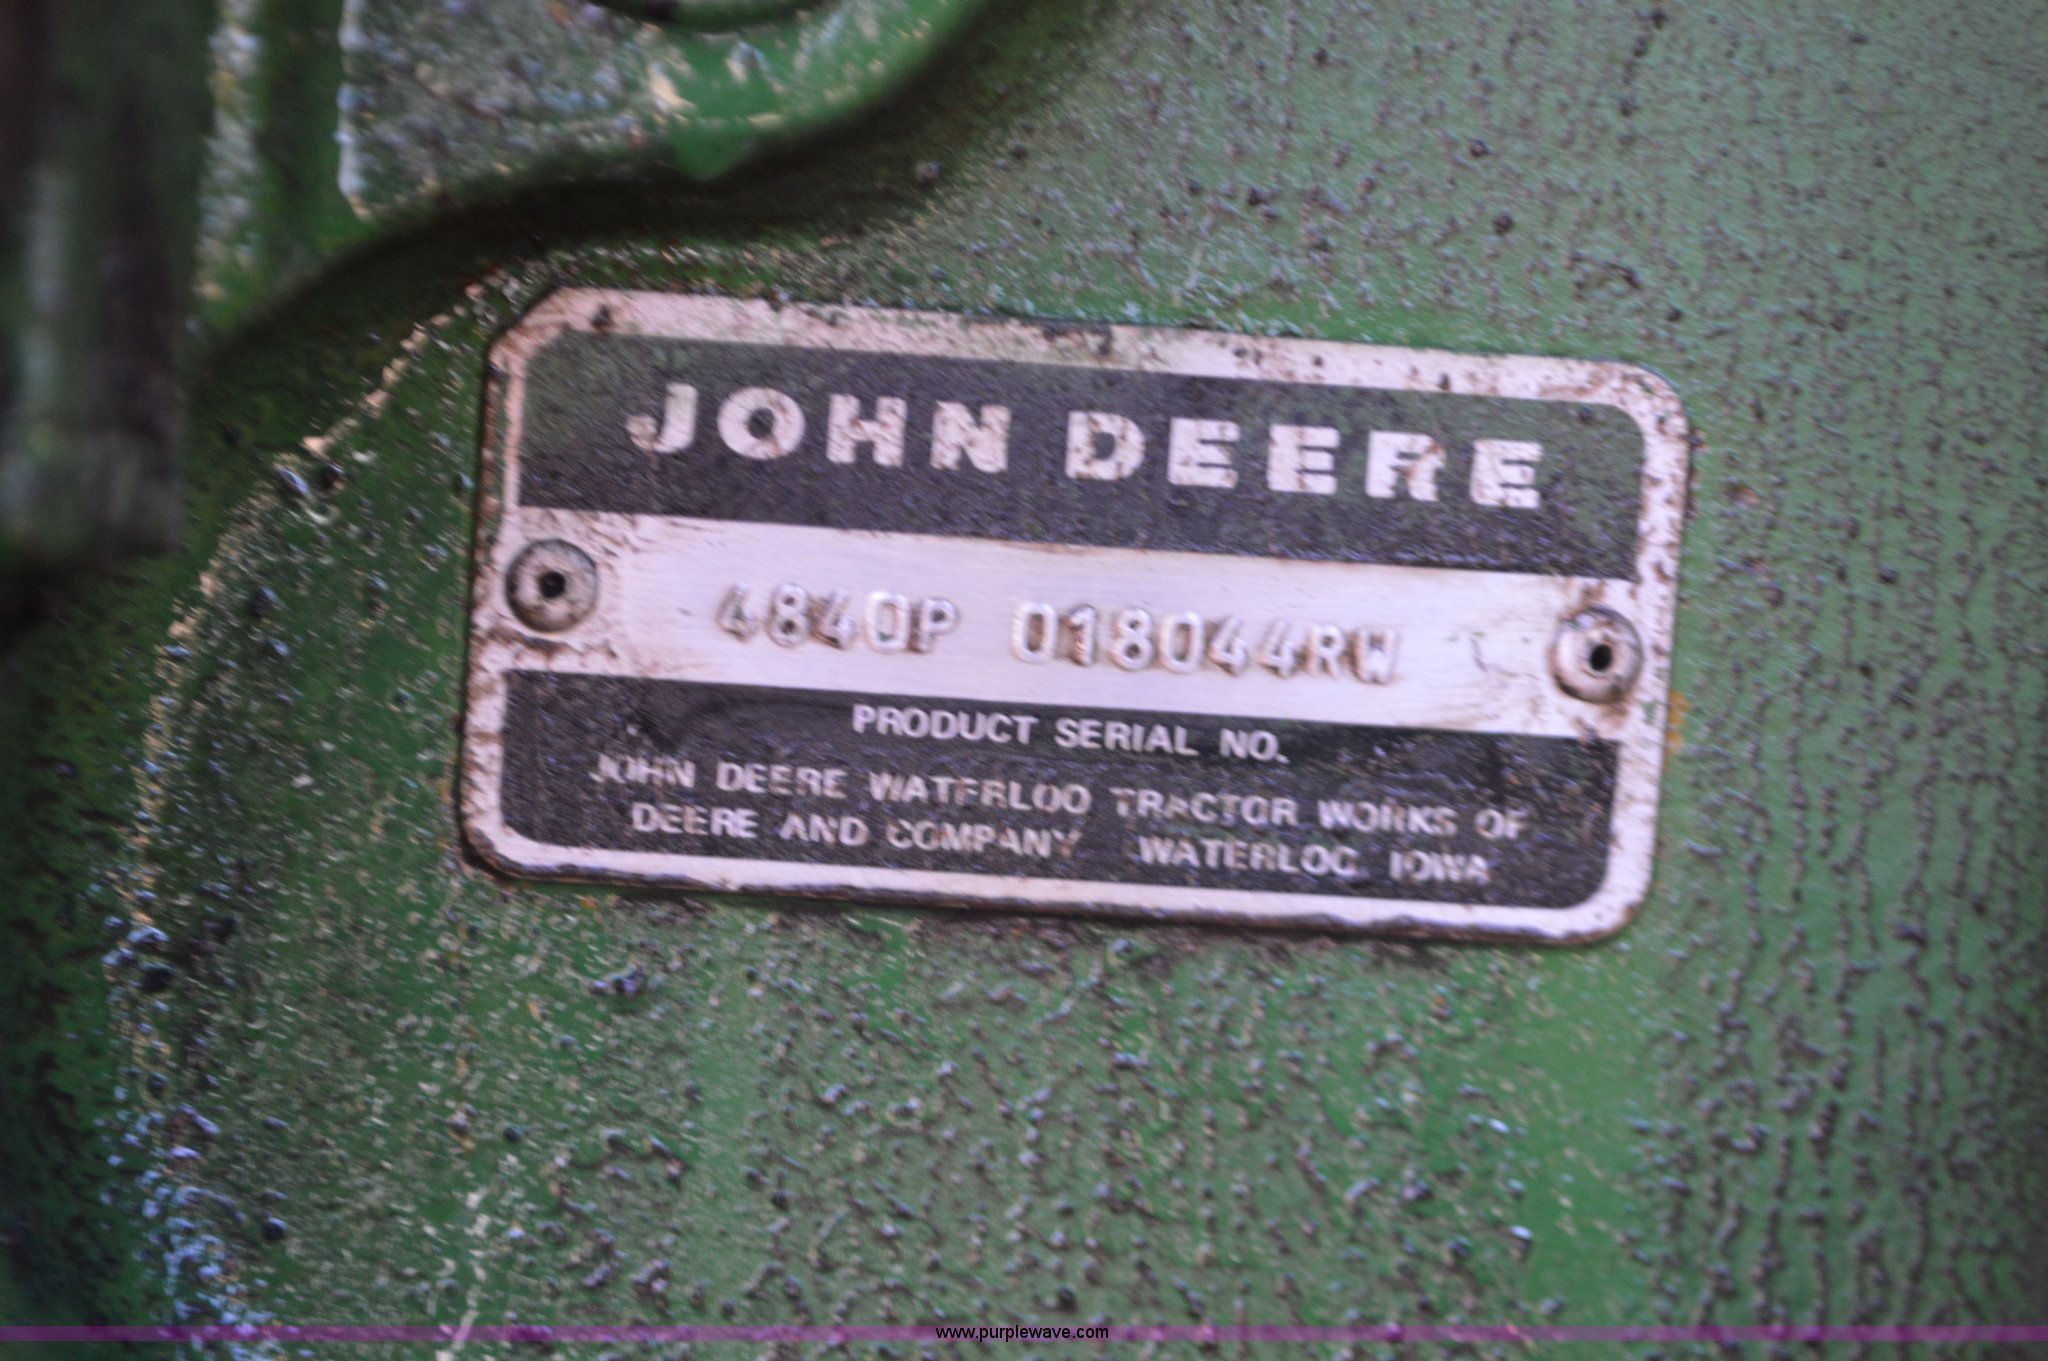 JOHN DEERE
4840P 018044RW
PRODUCT SERIAL NO.
JOHN DEERE WATERLOO TRACTOR WORKS OF
DEERE AND COMPANY WATERLOO, IOWA
www.purplewave.com